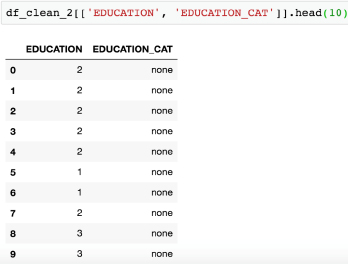 df_clean_2[['EDUCATION', 'EDUCATION_CAT']].head(10)
EDUCATION EDUCATION_CAT
0 2 none
1 2 none
2 2 none
3 2 none
4 2 none
5 1 none
6 1 none
7 2 none
8 3 none
9 3 none